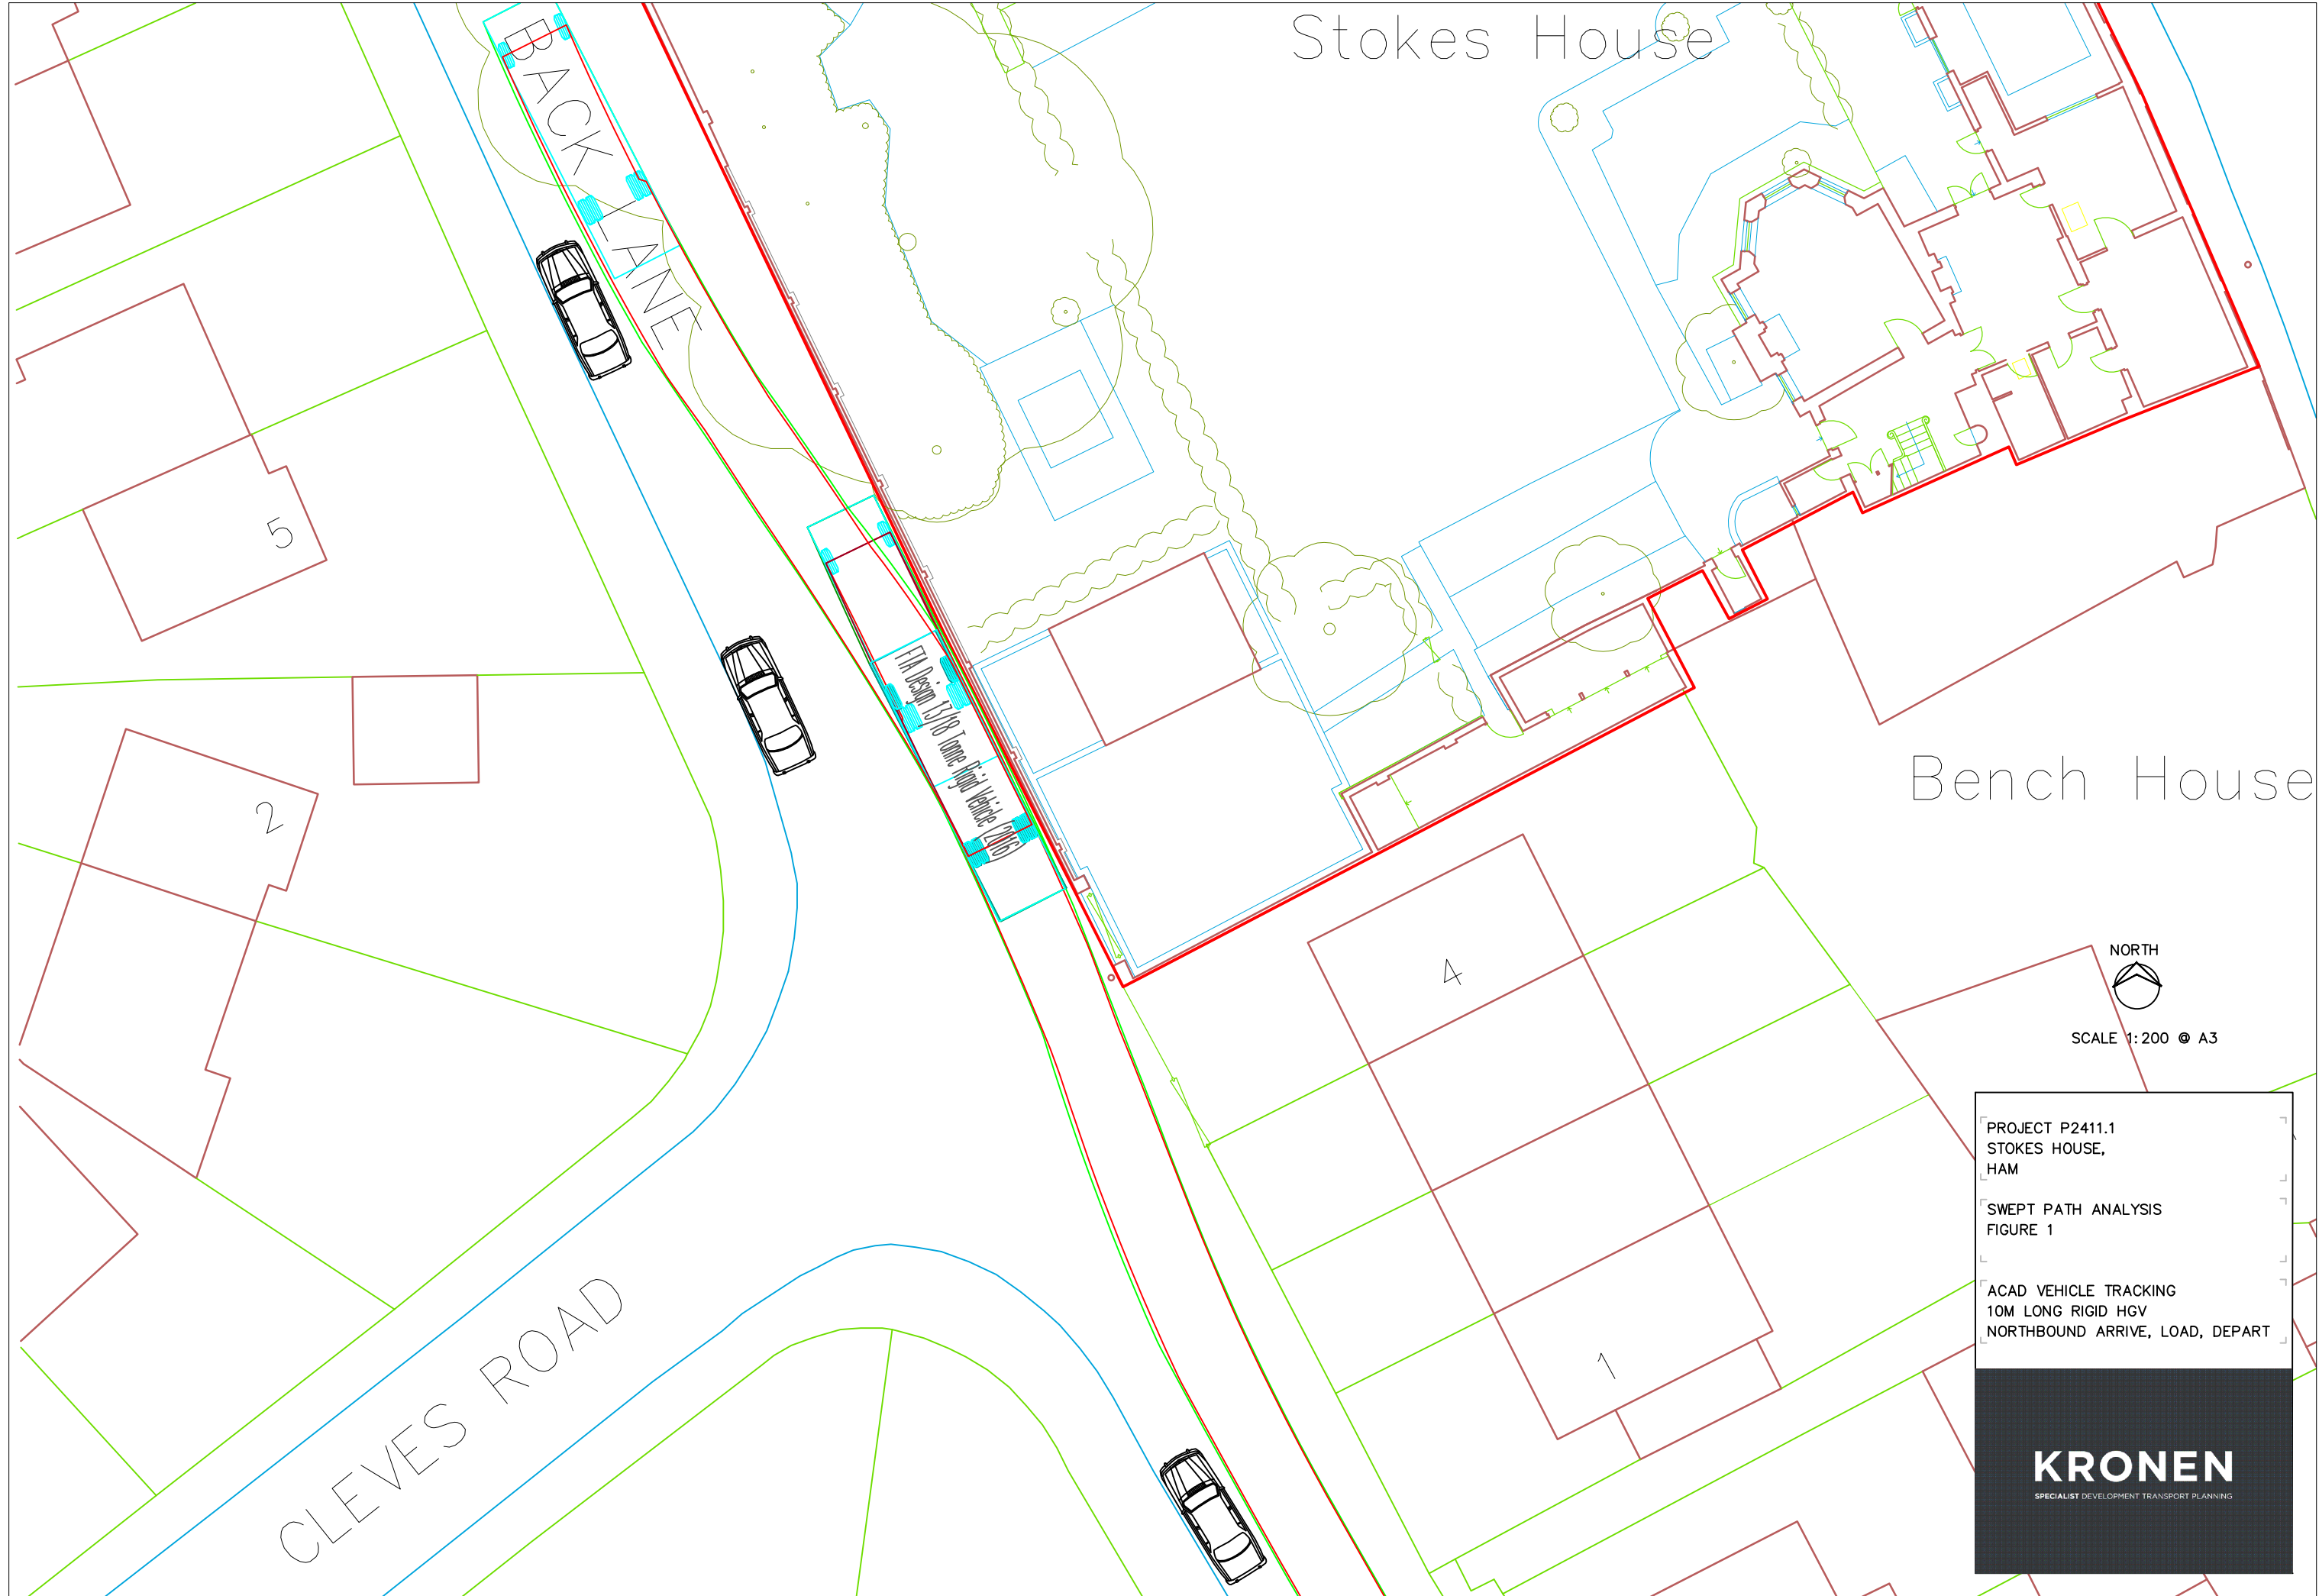 Stokes House
BACK LANE
5
FTA Design 13/18 Tonne Rigid Vehicle (2016)
2
Bench House
4
NORTH
SCALE 1:200 @ A3
1
CLEVES ROAD
PROJECT P2411.1
STOKES HOUSE,
HAM
SWEPT PATH ANALYSIS
FIGURE 1
ACAD VEHICLE TRACKING
10M LONG RIGID HGV
NORTHBOUND ARRIVE, LOAD, DEPART
KRONEN
SPECIALIST DEVELOPMENT TRANSPORT PLANNING